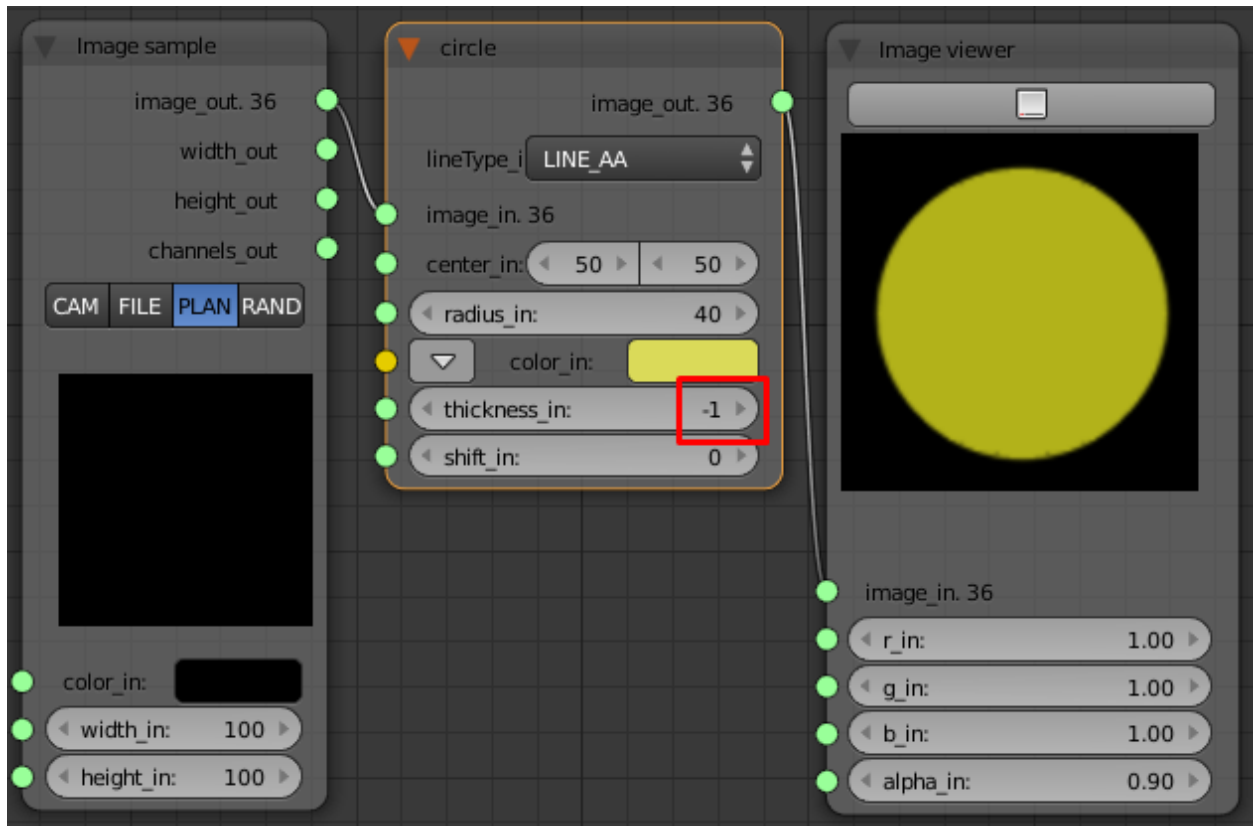 Image sample
image_out. 36
width_out
height_out
channels_out
CAM FILE PLAN RAND
color_in:
width_in: 100
height_in: 100
circle
image_out. 36
lineType_i LINE_AA
image_in. 36
center_in: 50 50
radius_in: 40
color_in:
thickness_in: -1
shift_in: 0
Image viewer
image_in. 36
r_in: 1.00
g_in: 1.00
b_in: 1.00
alpha_in: 0.90